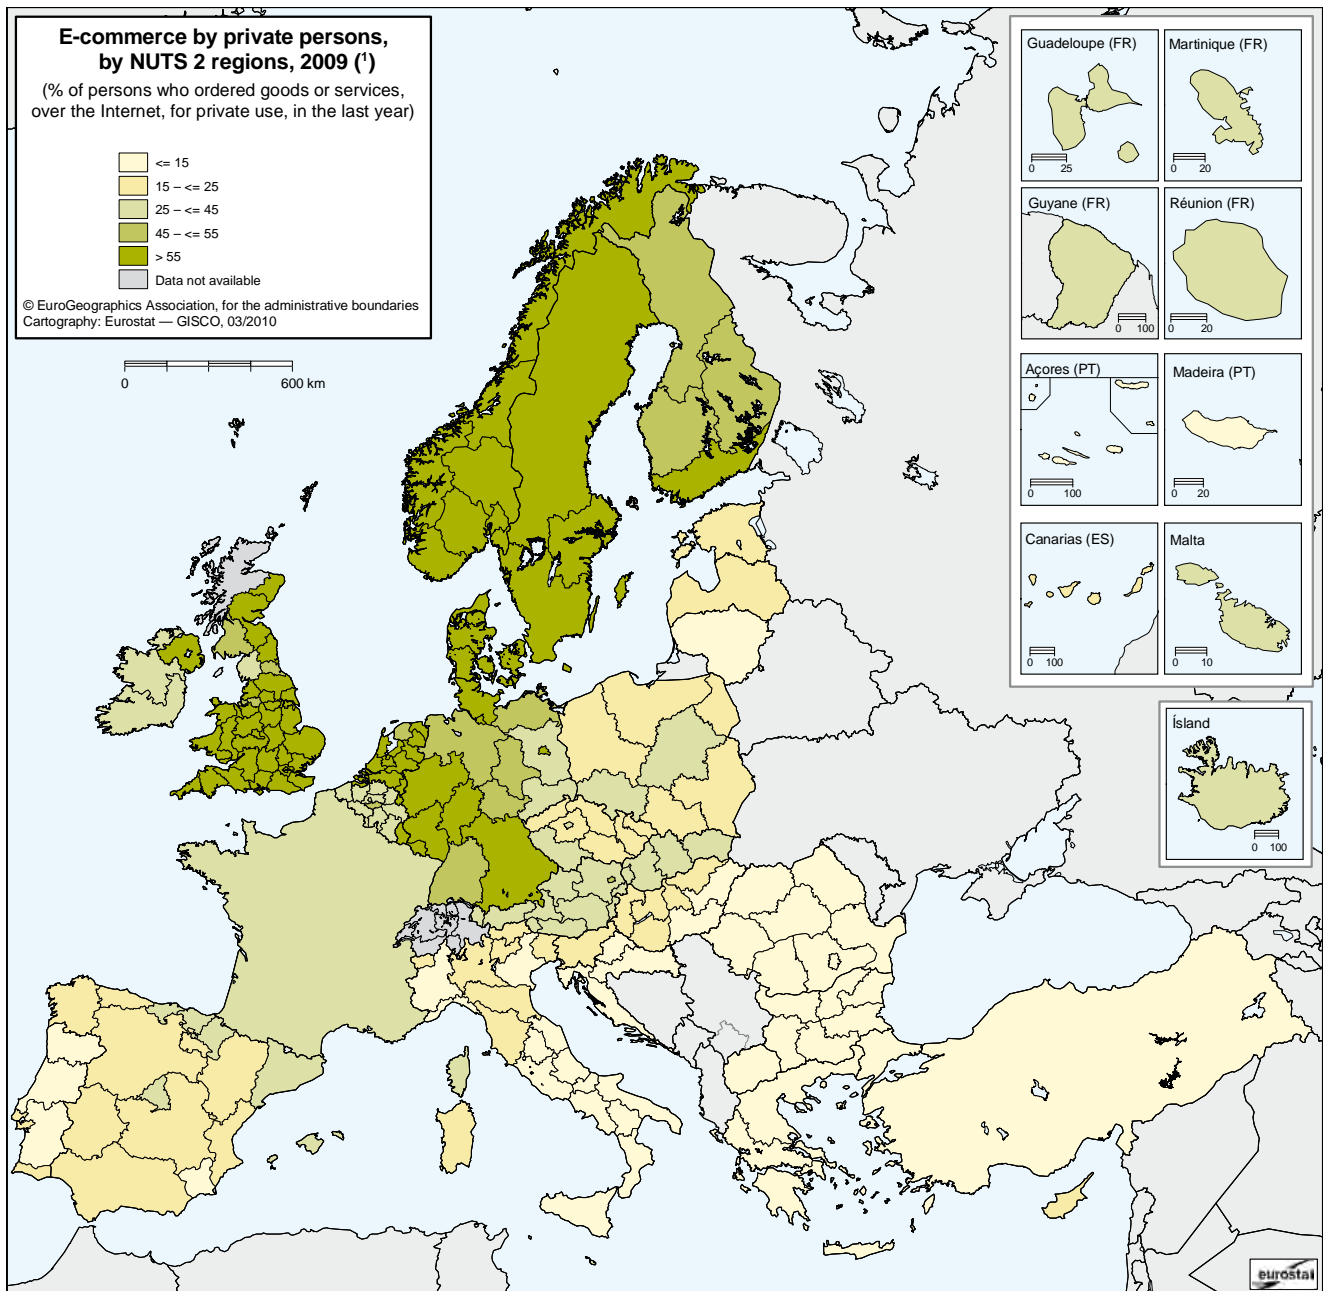 E-commerce by private persons,
by NUTS 2 regions, 2009 (¹)
(% of persons who ordered goods or services,
over the Internet, for private use, in the last year)
<= 15
15 – <= 25
25 – <= 45
45 – <= 55
> 55
Data not available
© EuroGeographics Association, for the administrative boundaries
Cartography: Eurostat — GISCO, 03/2010
0 600 km
Guadeloupe (FR)
0 25
Martinique (FR)
0 20
Guyane (FR)
0 100
Réunion (FR)
0 20
Açores (PT)
0 100
Madeira (PT)
0 20
Canarias (ES)
0 100
Malta
0 10
Ísland
0 100
eurostat